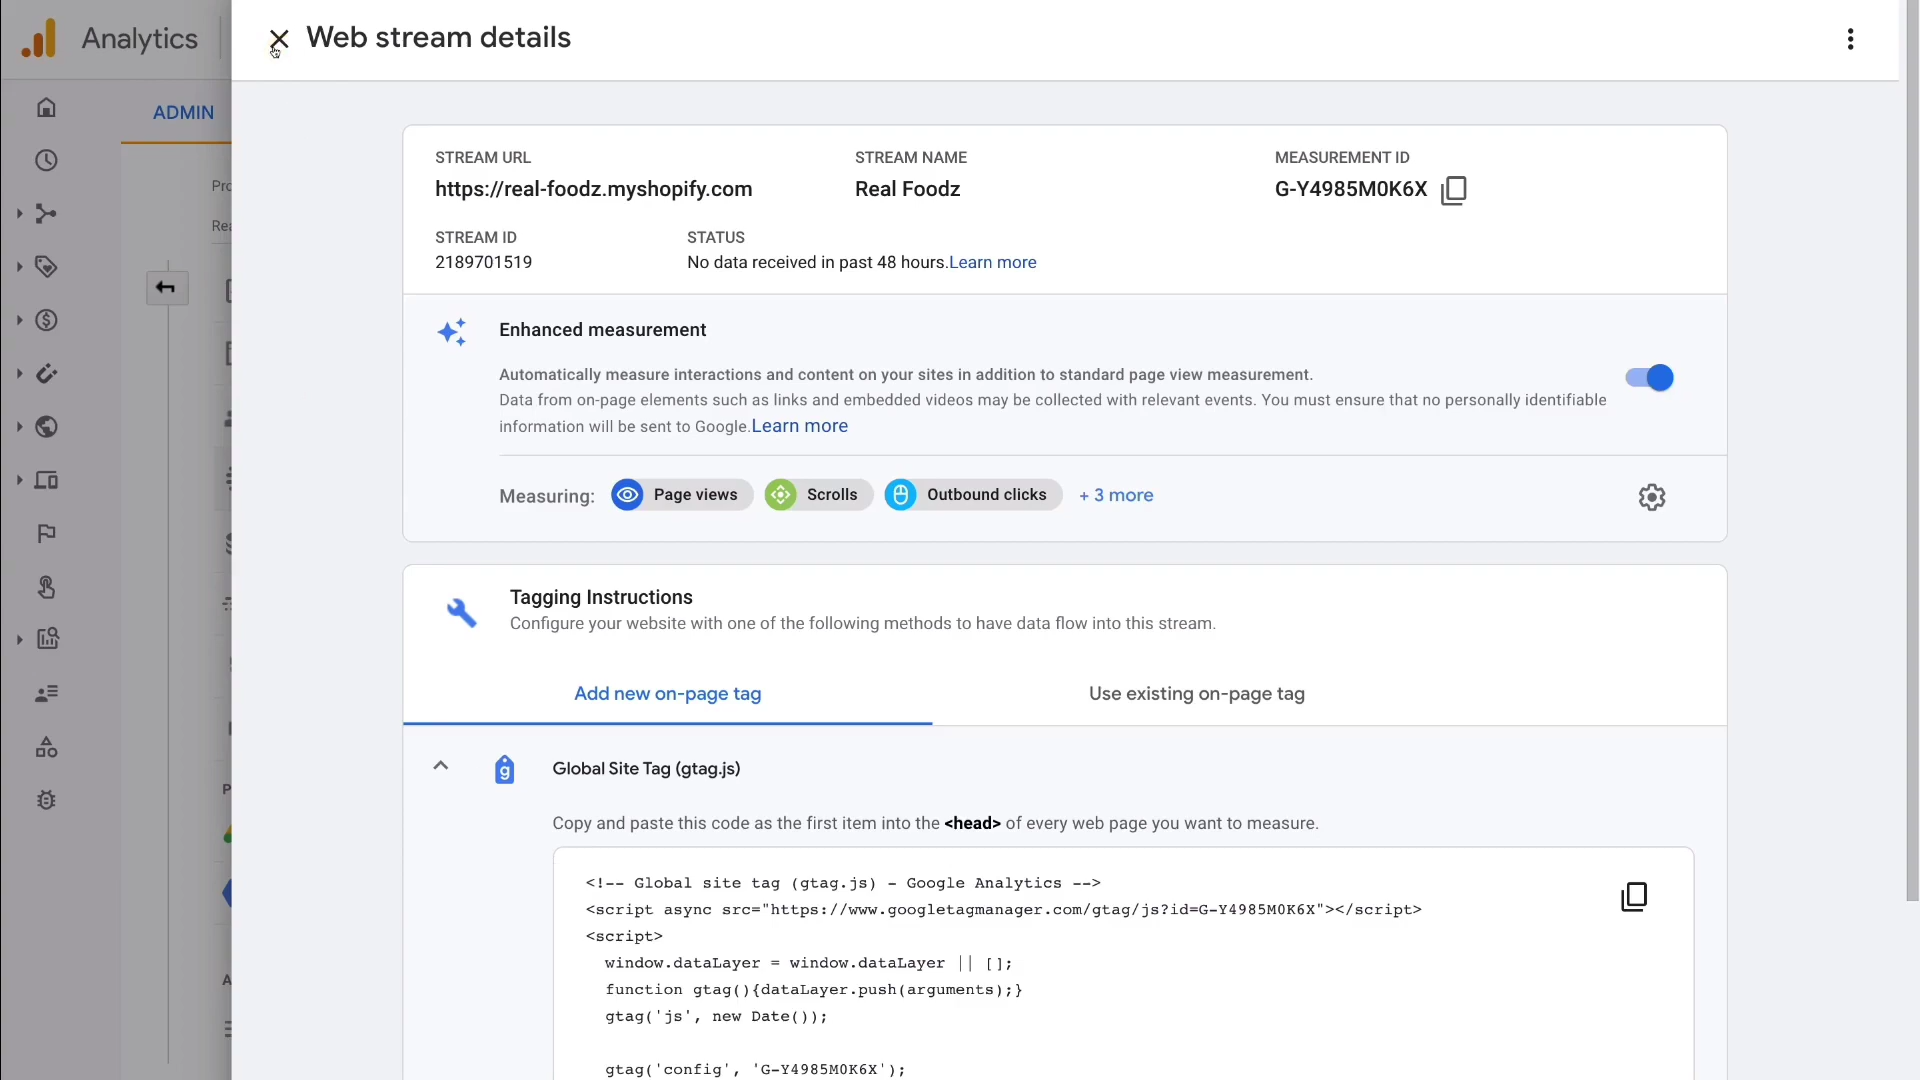 Analytics
Web stream details
ADMIN
STREAM URL
https://real-foodz.myshopify.com
STREAM NAME
Real Foodz
MEASUREMENT ID
G-Y4985M0K6X
STREAM ID
2189701519
STATUS
No data received in past 48 hours.Learn more
Enhanced measurement
Automatically measure interactions and content on your sites in addition to standard page view measurement.
Data from on-page elements such as links and embedded videos may be collected with relevant events. You must ensure that no personally identifiable
information will be sent to Google.Learn more
Measuring: Page views Scrolls Outbound clicks + 3 more
Tagging Instructions
Configure your website with one of the following methods to have data flow into this stream.
Add new on-page tag
Use existing on-page tag
g
Global Site Tag (gtag.js)
Copy and paste this code as the first item into the <head> of every web page you want to measure.
<!-- Global site tag (gtag.js) - Google Analytics -->
<script async src="https://www.googletagmanager.com/gtag/js?id=G-Y4985M0K6X"></script>
<script>
window.dataLayer = window.dataLayer || [];
function gtag(){dataLayer.push(arguments);}
gtag('js', new Date());
gtag('config', 'G-Y4985M0K6X');